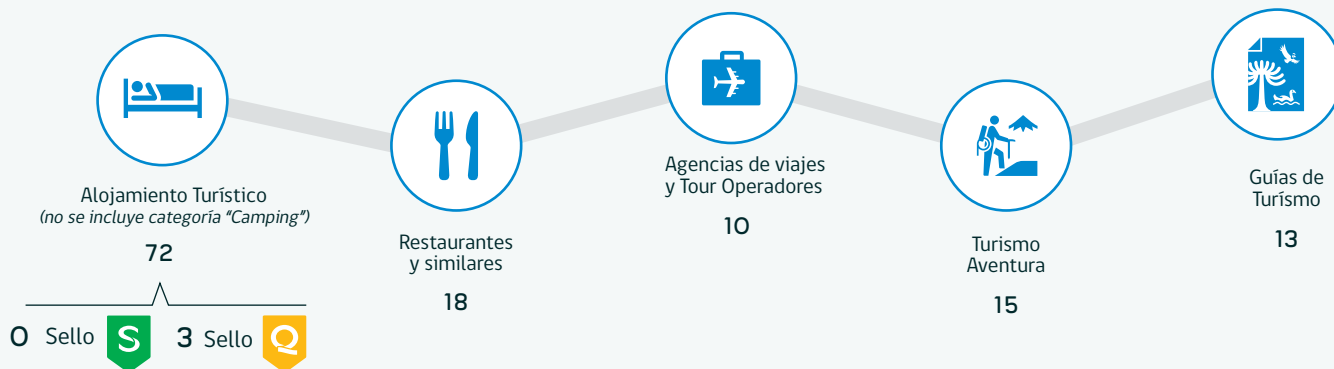 Alojamiento Turístico
(no se incluye categoría "Camping")
72
0 Sello S 3 Sello Q
Restaurantes
y similares
18
Agencias de viajes
y Tour Operadores
10
Turismo
Aventura
15
Guías de
Turísmo
13